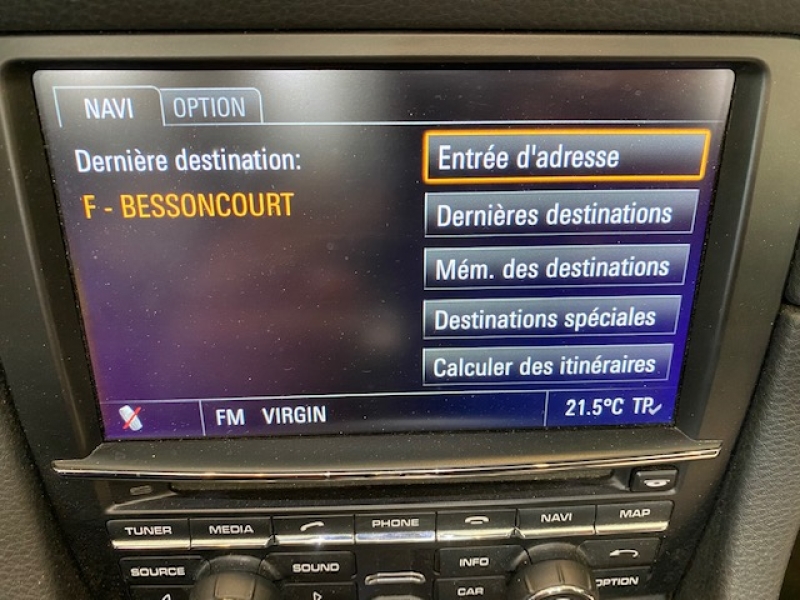 NAVI OPTION
Dernière destination:
F - BESSONCOURT
Entrée d'adresse
Dernières destinations
Mém. des destinations
Destinations spéciales
Calculer des itinéraires
FM VIRGIN 21.5°C TP
TUNER MEDIA PHONE NAVI MAP
SOURCE SOUND INFO
CAR OPTION